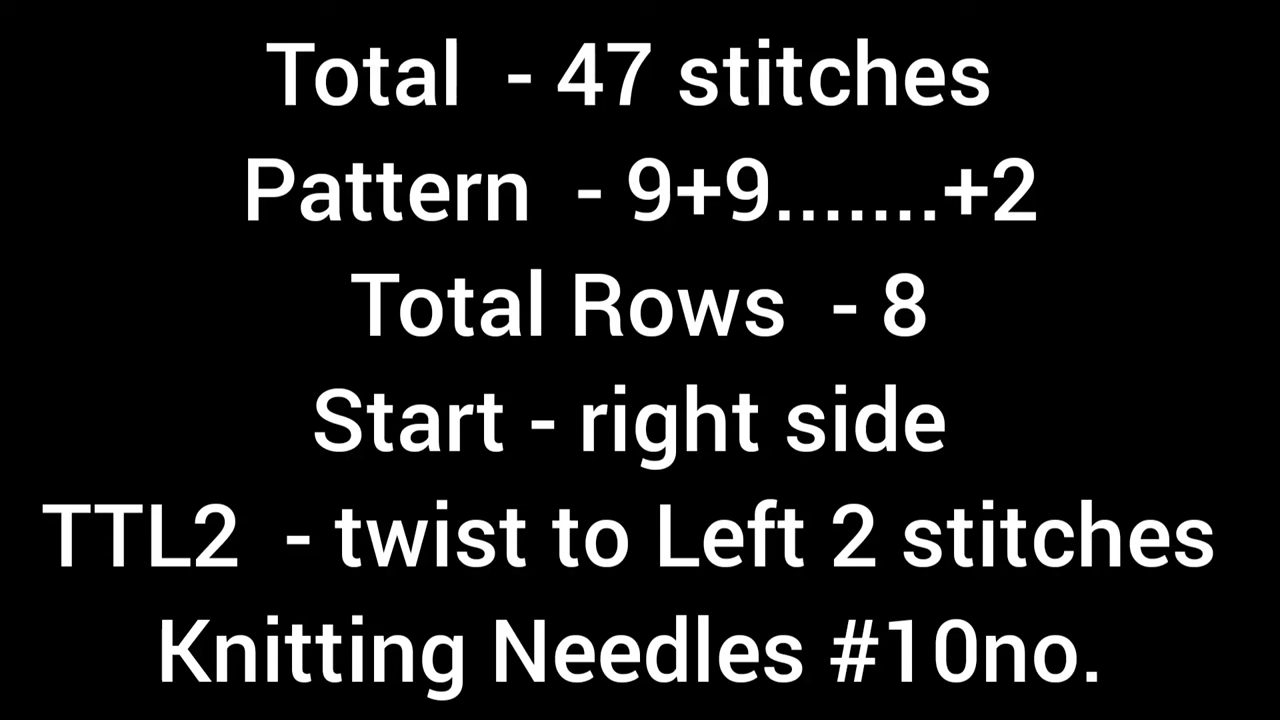 Total - 47 stitches
Pattern - 9+9.......+2
Total Rows - 8
Start - right side
TTL2 - twist to Left 2 stitches
Knitting Needles #10no.